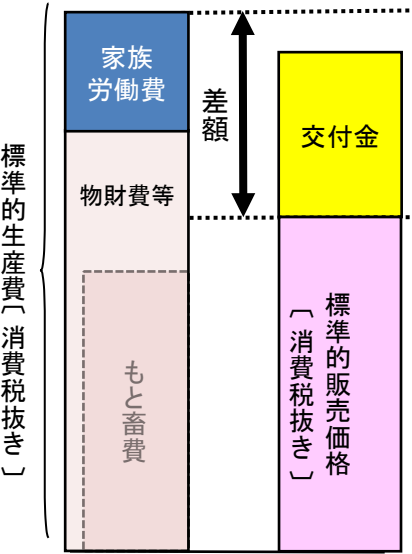 標準的生産費〔消費税抜き〕
家族
労働費
物財費等
もと畜費
差額
交付金
標準的販売価格
〔消費税抜き〕